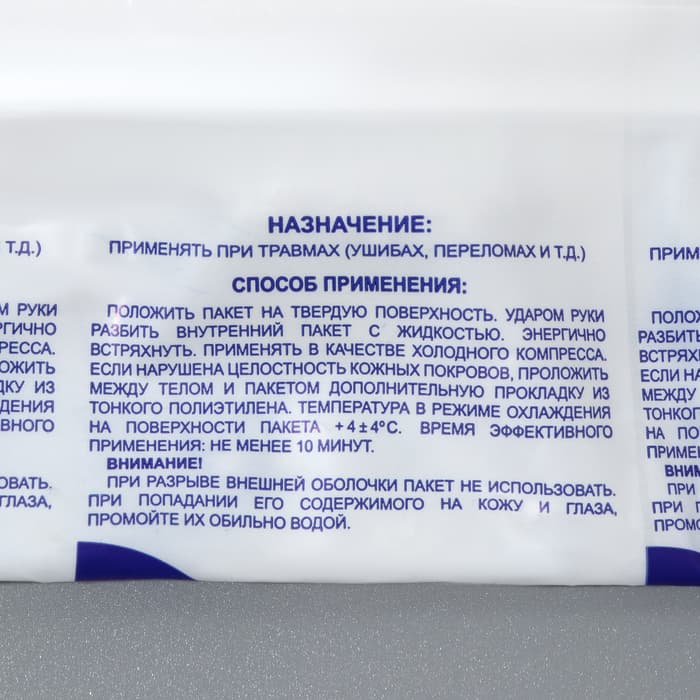 НАЗНАЧЕНИЕ:
ПРИМЕНЯТЬ ПРИ ТРАВМАХ (УШИБАХ, ПЕРЕЛОМАХ И Т.Д.)
СПОСОБ ПРИМЕНЕНИЯ:
ПОЛОЖИТЬ ПАКЕТ НА ТВЕРДУЮ ПОВЕРХНОСТЬ. УДАРОМ РУКИ
РАЗБИТЬ ВНУТРЕННИЙ ПАКЕТ С ЖИДКОСТЬЮ. ЭНЕРГИЧНО
ВСТРЯХНУТЬ. ПРИМЕНЯТЬ В КАЧЕСТВЕ ХОЛОДНОГО КОМПРЕССА.
ЕСЛИ НАРУШЕНА ЦЕЛОСТНОСТЬ КОЖНЫХ ПОКРОВОВ, ПРОЛОЖИТЬ
МЕЖДУ ТЕЛОМ И ПАКЕТОМ ДОПОЛНИТЕЛЬНУЮ ПРОКЛАДКУ ИЗ
ТОНКОГО ПОЛИЭТИЛЕНА. ТЕМПЕРАТУРА В РЕЖИМЕ ОХЛАЖДЕНИЯ
НА ПОВЕРХНОСТИ ПАКЕТА +4±4°С. ВРЕМЯ ЭФФЕКТИВНОГО
ПРИМЕНЕНИЯ: НЕ МЕНЕЕ 10 МИНУТ.
ВНИМАНИЕ!
ПРИ РАЗРЫВЕ ВНЕШНЕЙ ОБОЛОЧКИ ПАКЕТ НЕ ИСПОЛЬЗОВАТЬ.
ПРИ ПОПАДАНИИ ЕГО СОДЕРЖИМОГО НА КОЖУ И ГЛАЗА,
ПРОМОЙТЕ ИХ ОБИЛЬНО ВОДОЙ.